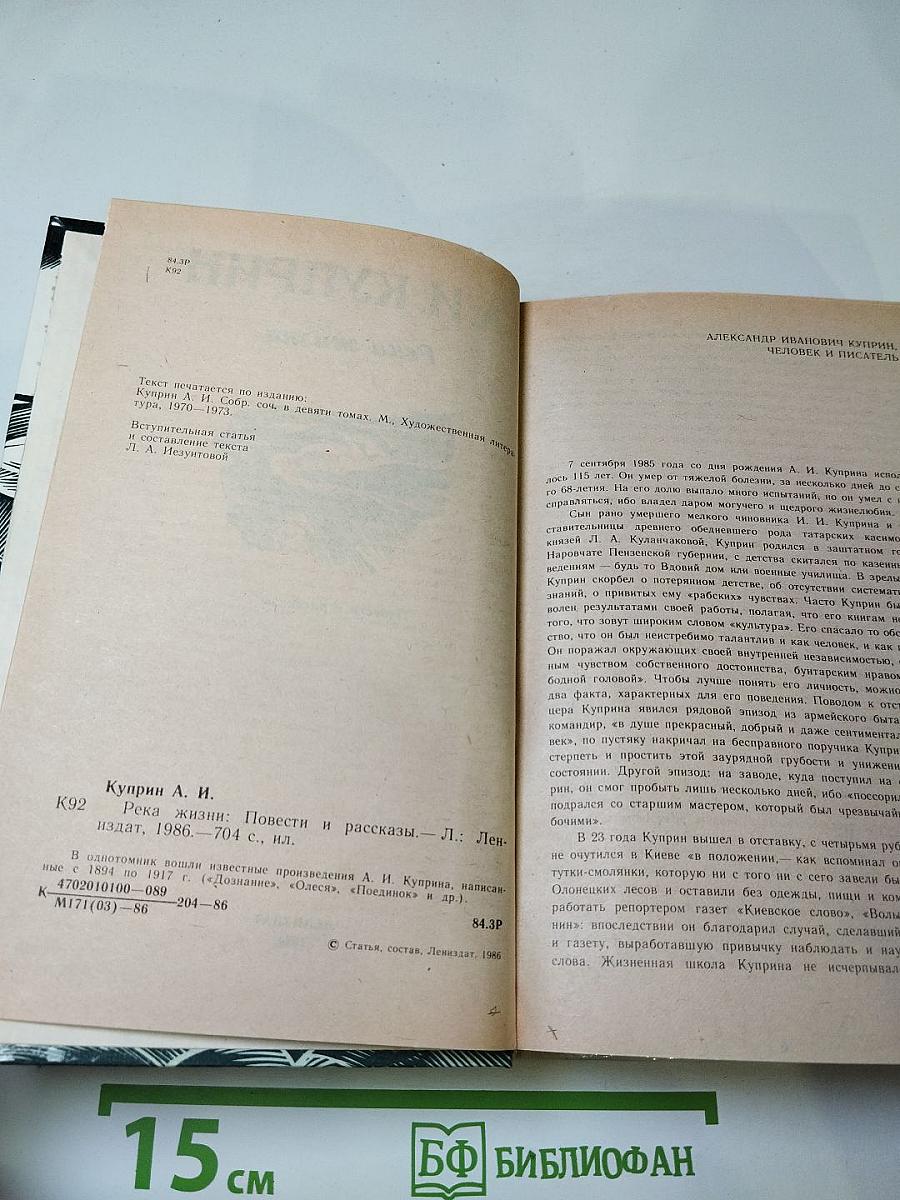 84.3Р
К92
Текст печатается по изданию:
Куприн А. И. Собр. соч. в девяти томах. М., Художественная литера
тура, 1970—1973.
Вступительная статья
и составление текста
Л. А. Иезунтовой
Куприн А. И.
К92 Река жизни: Повести и рассказы.— Л.: Лен-
издат, 1986.—704 с., ил.
В однотомник вошли известные произведения А. И. Куприна, написан-
ные с 1894 по 1917 г. («Дознание», «Олеся», «Поединок» и др.).
К 4702010100—089 204—86
М171(03)—86
84.3Р
© Статья, состав, Лениздат, 1986
АЛЕКСАНДР ИВАНОВИЧ КУПРИН,
ЧЕЛОВЕК И ПИСАТЕЛЬ
7 сентября 1985 года со дня рождения А. И. Куприна испол
лось 115 лет. Он умер от тяжелой болезни, за несколько дней до с
го 68-летия. На его долю выпало много испытаний, но он умел с
справляться, ибо владел даром могучего и щедрого жизнелюбия.
Сын рано умершего мелкого чиновника И. И. Куприна и
ставительницы древнего обедневшего рода татарских касимо
князей Л. А. Куланчаковой, Куприн родился в заштатном го
Наровчате Пензенской губернии, с детства скитался по казенн
ведениям — будь то Вдовий дом или военные училища. В зрелы
Куприн скорбел о потерянном детстве, об отсутствии системат
знаний, о привитых ему «рабских» чувствах. Часто Куприн бы
волен результатами своей работы, полагая, что его книгам не
того, что зовут широким словом «культура». Его спасало то обс
ство, что он был неистребимо талантлив и как человек, и как
Он поражал окружающих своей внутренней независимостью,
ным чувством собственного достоинства, бунтарским нравом
бодной головой». Чтобы лучше понять его личность, можно
два факта, характерных для его поведения. Поводом к отст
цера Куприна явился рядовой эпизод из армейского быта
командир, «в душе прекрасный, добрый и даже сентиментал
век», по пустяку накричал на бесправного поручика Купри
стерпеть и простить этой заурядной грубости и унижени
состоянии. Другой эпизод: на заводе, куда поступил на
рин, он смог пробыть лишь несколько дней, ибо «поссорил
подрался со старшим мастером, который был чрезвычай
бочими».
В 23 года Куприн вышел в отставку, с четырьмя руб
не очутился в Киеве «в положении,— как вспоминал о
тутки-смолянки, которую ни с того ни с сего завели бы
Олонецких лесов и оставили без одежды, пищи и ком
работать репортером газет «Киевское слово», «Волы
нин»: впоследствии он благодарил случай, сделавший
и газету, выработавшую привычку наблюдать и нау
слова. Жизненная школа Куприна не исчерпывал
15 см
БФ БИБЛИОФАН